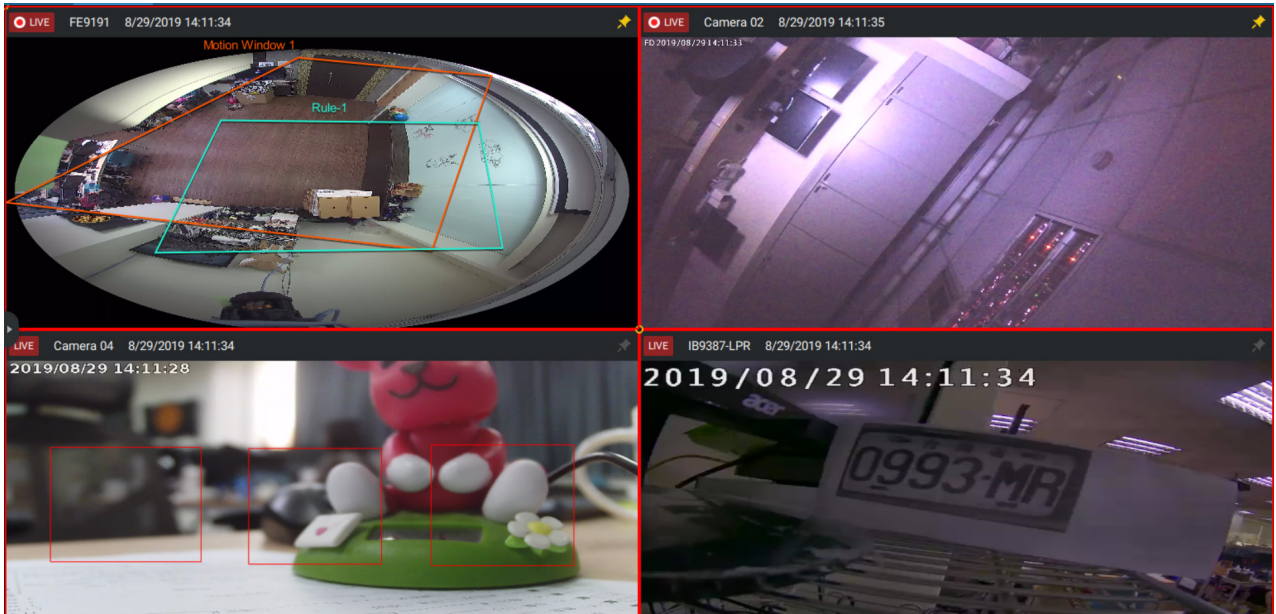 LIVE FE9191 8/29/2019 14:11:34
Motion Window 1
Rule-1
LIVE Camera 02 8/29/2019 14:11:35
FD 2019/08/29 14:11:33
LIVE Camera 04 8/29/2019 14:11:34
2019/08/29 14:11:28
LIVE IB9387-LPR 8/29/2019 14:11:34
2019/08/29 14:11:34
acer
0993-MR